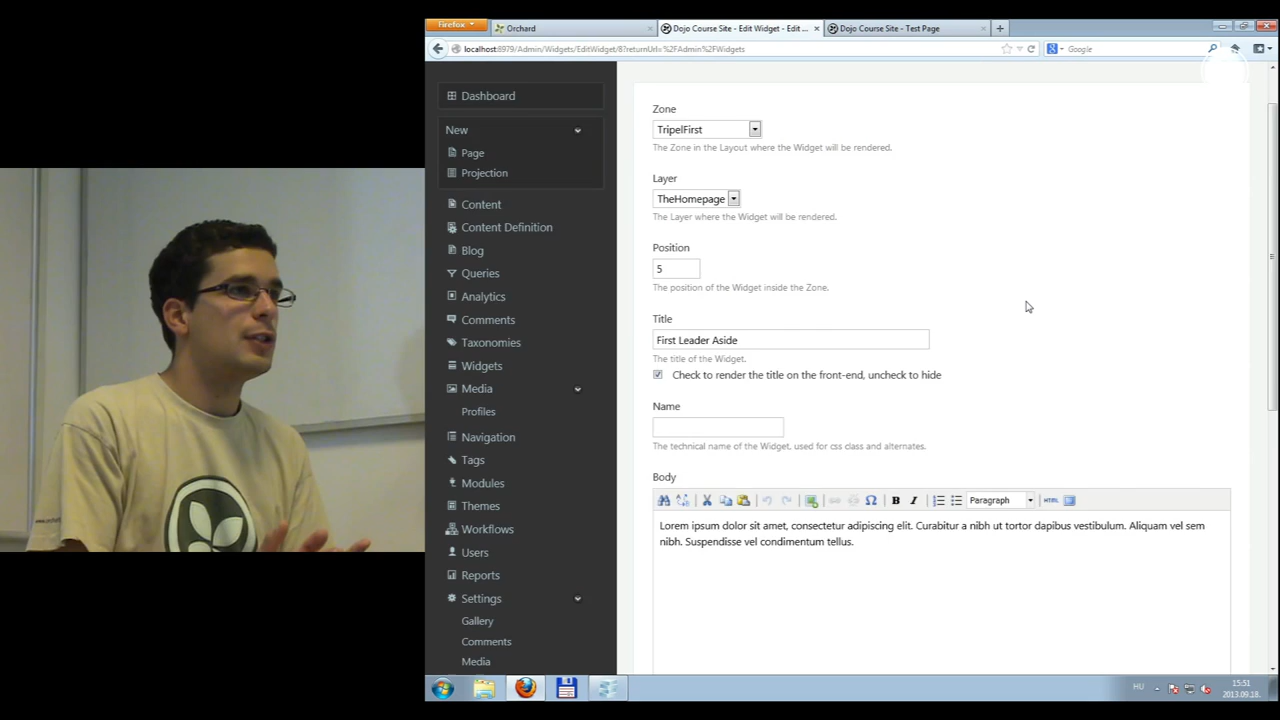 Firefox
Orchard
Dojo Course Site - Edit Widget - Edit ...
Dojo Course Site - Test Page
localhost:8979/Admin/Widgets/EditWidget/8?returnUrl=%2FAdmin%2FWidgets
Google
Dashboard
New
Page
Projection
Content
Content Definition
Blog
Queries
Analytics
Comments
Taxonomies
Widgets
Media
Profiles
Navigation
Tags
Modules
Themes
Workflows
Users
Reports
Settings
Gallery
Comments
Media
Zone
TripelFirst
The Zone in the Layout where the Widget will be rendered.
Layer
TheHomepage
The Layer where the Widget will be rendered.
Position
5
The position of the Widget inside the Zone.
Title
First Leader Aside
The title of the Widget.
Check to render the title on the front-end, uncheck to hide
Name
The technical name of the Widget, used for css class and alternates.
Body
B I Paragraph HTML
Lorem ipsum dolor sit amet, consectetur adipiscing elit. Curabitur a nibh ut tortor dapibus vestibulum. Aliquam vel sem
nibh. Suspendisse vel condimentum tellus.
HU
15:51
2013.09.18.